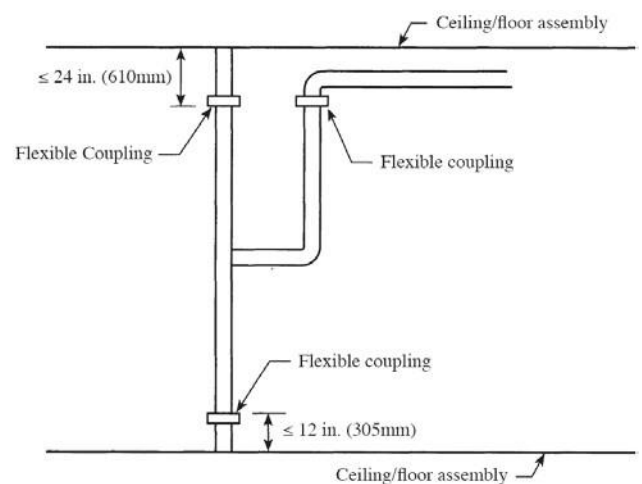 Ceiling/floor assembly
≤ 24 in. (610mm)
Flexible Coupling
Flexible coupling
Flexible coupling
≤ 12 in. (305mm)
Ceiling/floor assembly